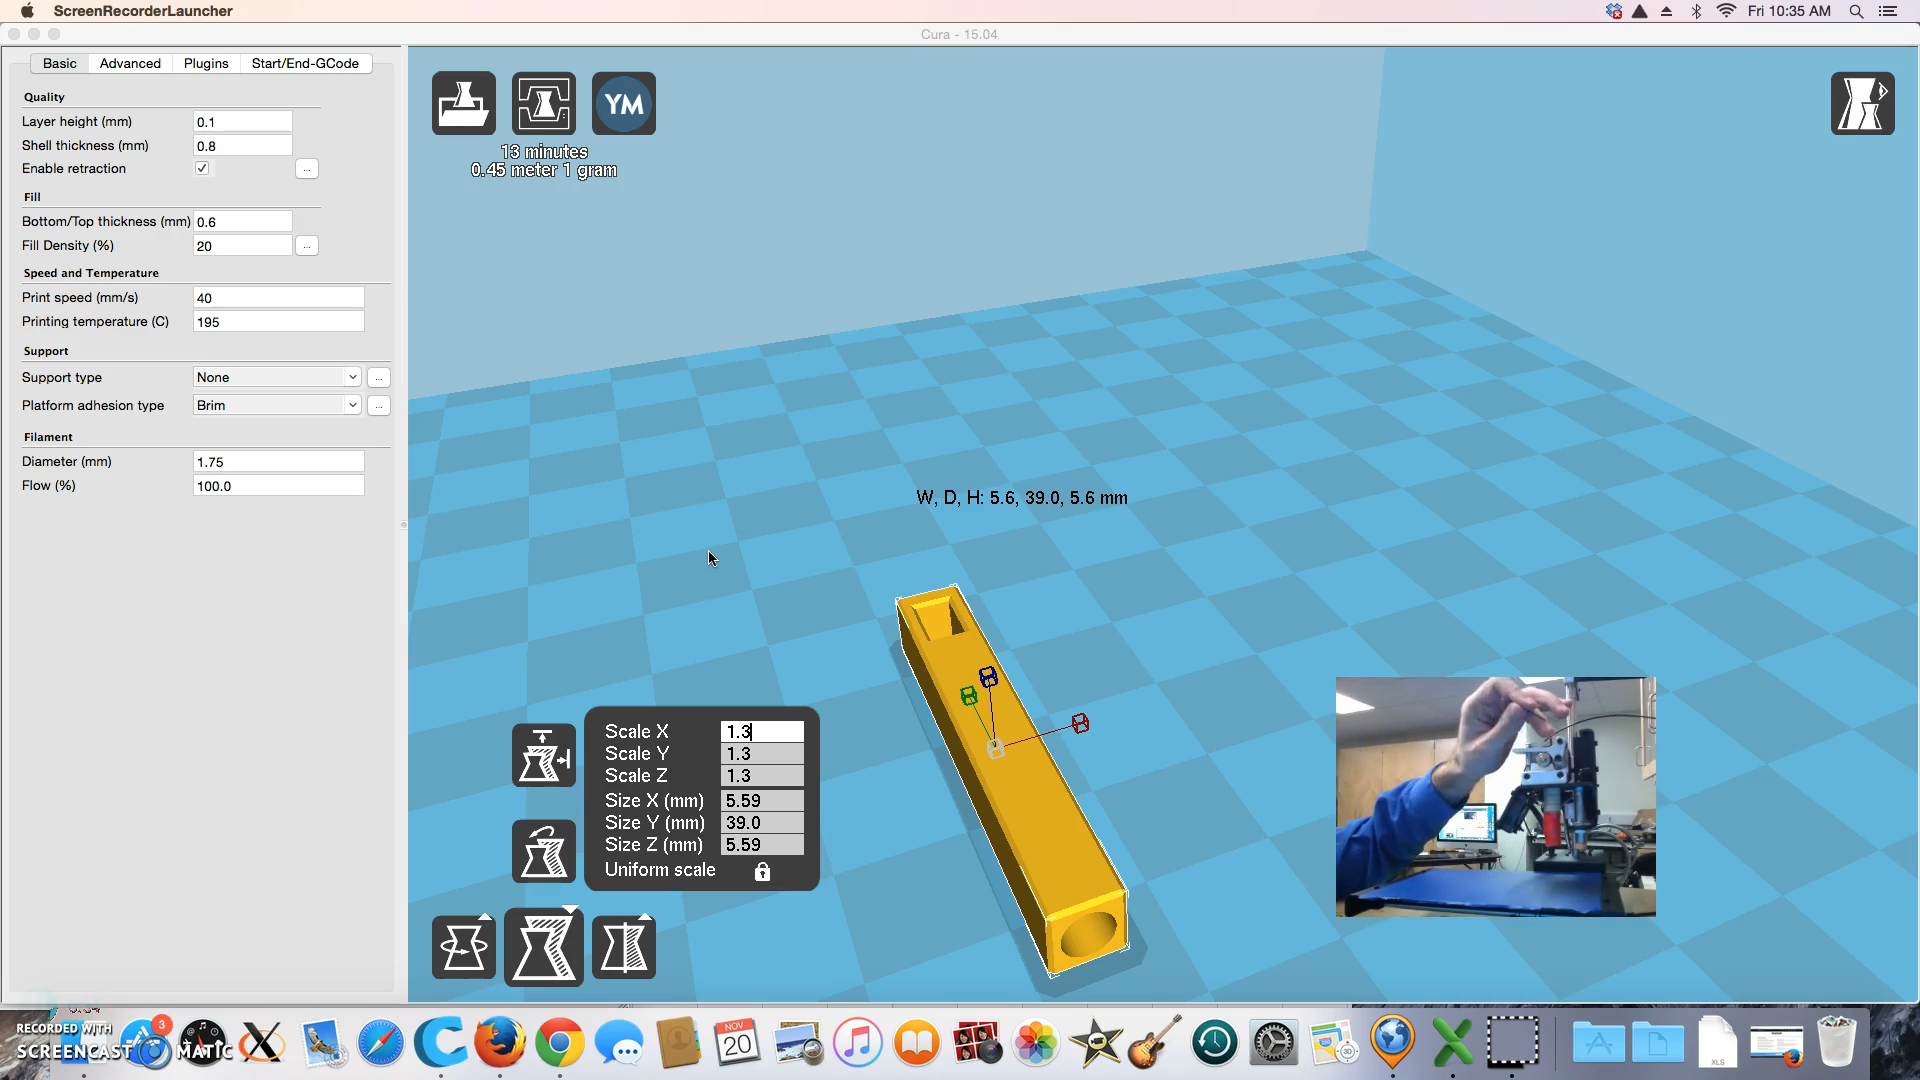 ScreenRecorderLauncher
Fri 10:35 AM
Cura - 15.04
Basic
Advanced
Plugins
Start/End-GCode
Quality
Layer height (mm) 0.1
Shell thickness (mm) 0.8
Enable retraction
...
Fill
Bottom/Top thickness (mm) 0.6
Fill Density (%) 20
...
Speed and Temperature
Print speed (mm/s) 40
Printing temperature (C) 195
Support
Support type None
...
Platform adhesion type Brim
...
Filament
Diameter (mm) 1.75
Flow (%) 100.0
YM
13 minutes
0.45 meter 1 gram
W, D, H: 5.6, 39.0, 5.6 mm
Scale X 1.3
Scale Y 1.3
Scale Z 1.3
Size X (mm) 5.59
Size Y (mm) 39.0
Size Z (mm) 5.59
Uniform scale
RECORDED WITH
SCREENCAST MATIC
3
NOV
20
3D
XLS